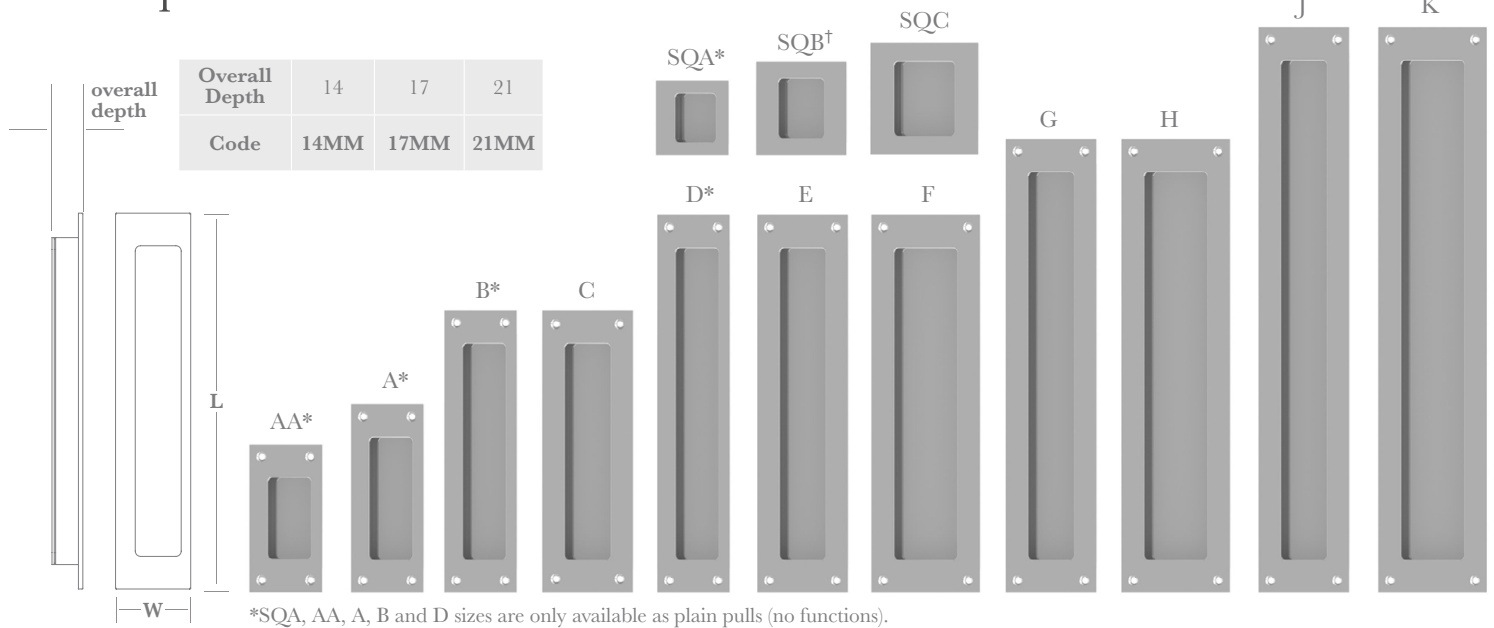 J K
SQC
SQB†
SQA*
overall
depth
Overall
Depth 14 17 21
Code 14MM 17MM 21MM
G H
D* E F
B* C
A*
L
AA*
W
*SQA, AA, A, B and D sizes are only available as plain pulls (no functions).